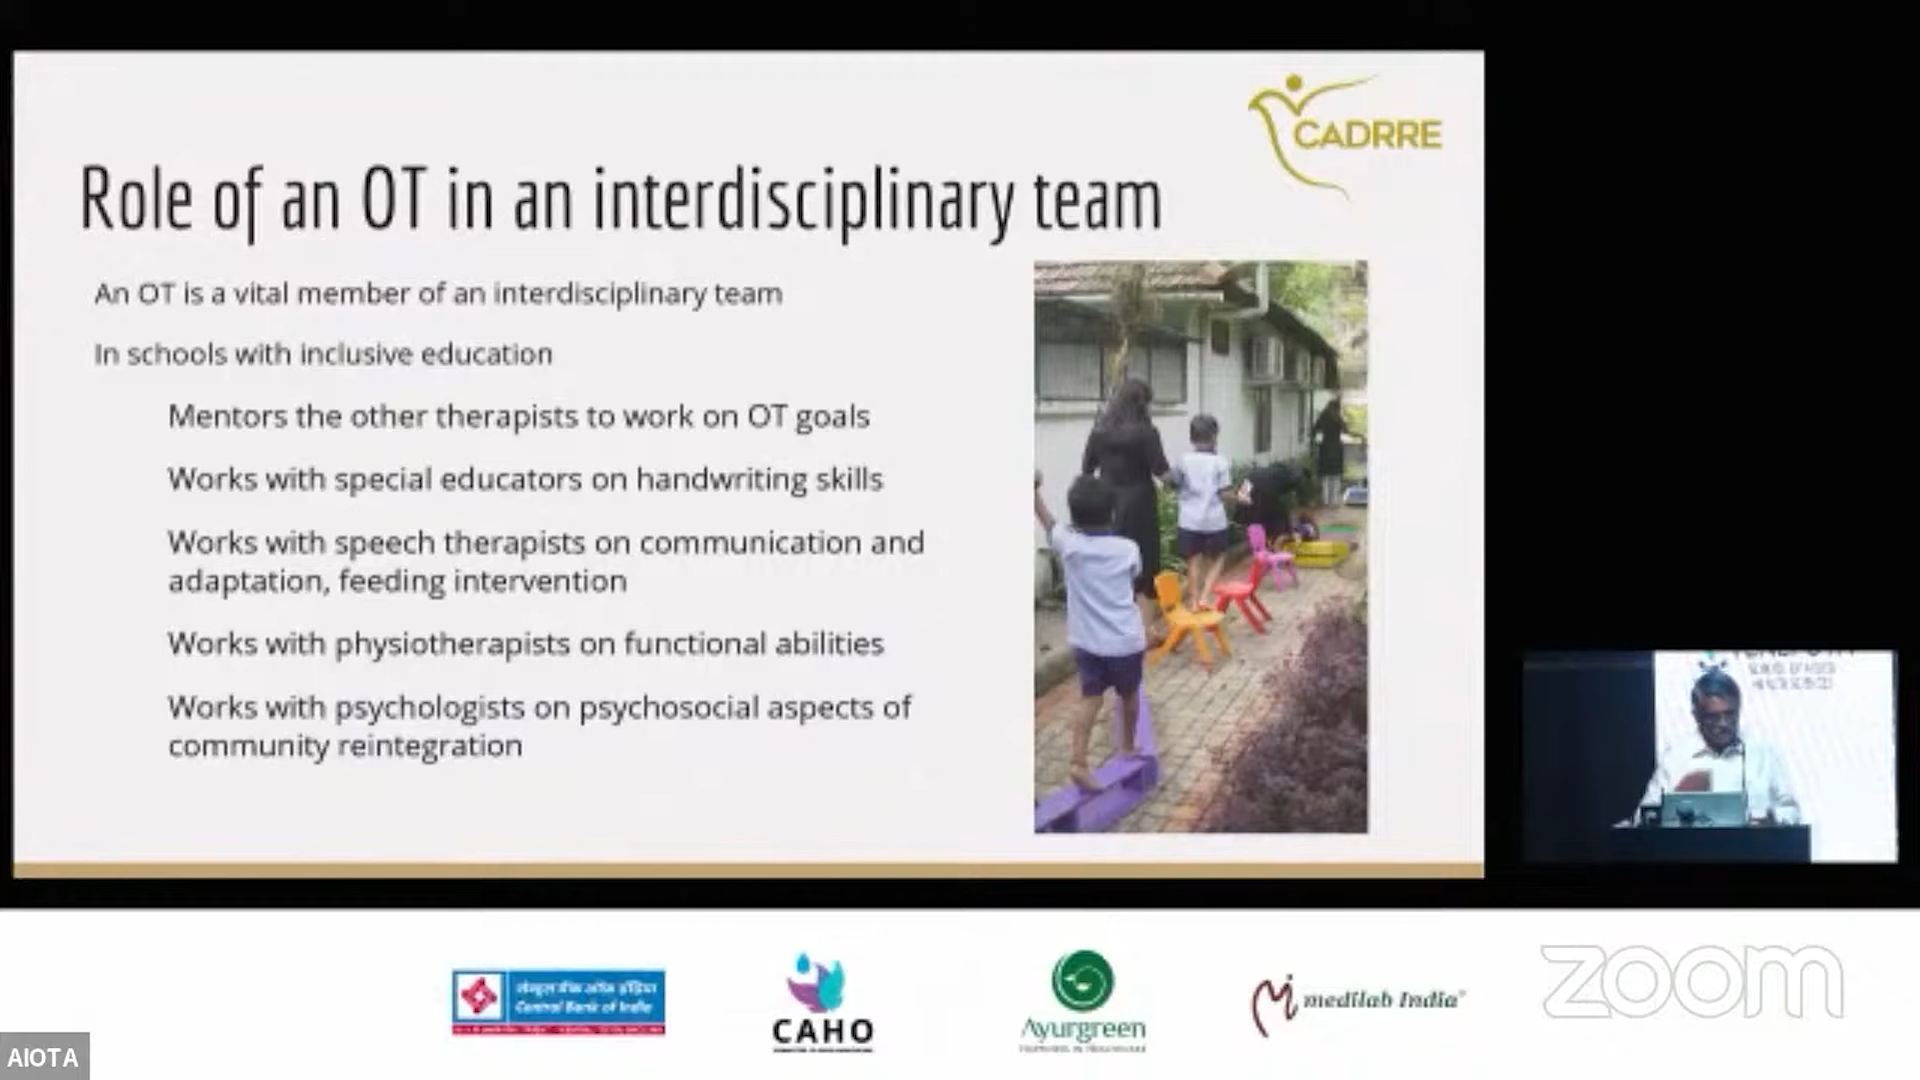 CADRRE
Role of an OT in an interdisciplinary team
An OT is a vital member of an interdisciplinary team
In schools with inclusive education
Mentors the other therapists to work on OT goals
Works with special educators on handwriting skills
Works with speech therapists on communication and
adaptation, feeding intervention
Works with physiotherapists on functional abilities
Works with psychologists on psychosocial aspects of
community reintegration
सेन्ट्रल बैंक ऑफ इंडिया
Central Bank of India
CAHO
Ayurgreen
medilab India
zoom
AIOTA